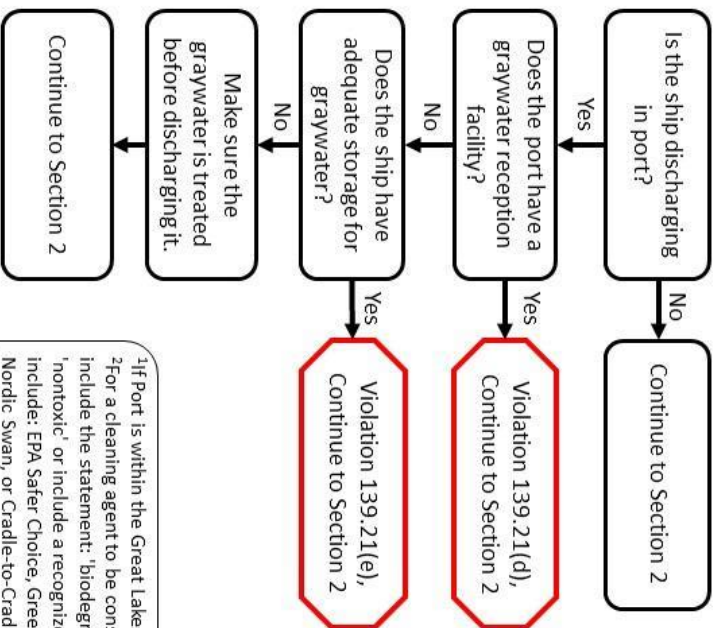 Is the ship discharging
in port?
No
Continue to Section 2
Yes
Does the port have a
graywater reception
facility?
Yes
Violation 139.21(d),
Continue to Section 2
No
Does the ship have
adequate storage for
graywater?
Yes
Violation 139.21(e),
Continue to Section 2
No
Make sure the
graywater is treated
before discharging it.
Continue to Section 2
¹If Port is within the Great Lake
²For a cleaning agent to be cons
include the statement: 'biodegr
'nontoxic' or include a recogniz
include: EPA Safer Choice, Gree
Nordic Swan, or Cradle-to-Crad